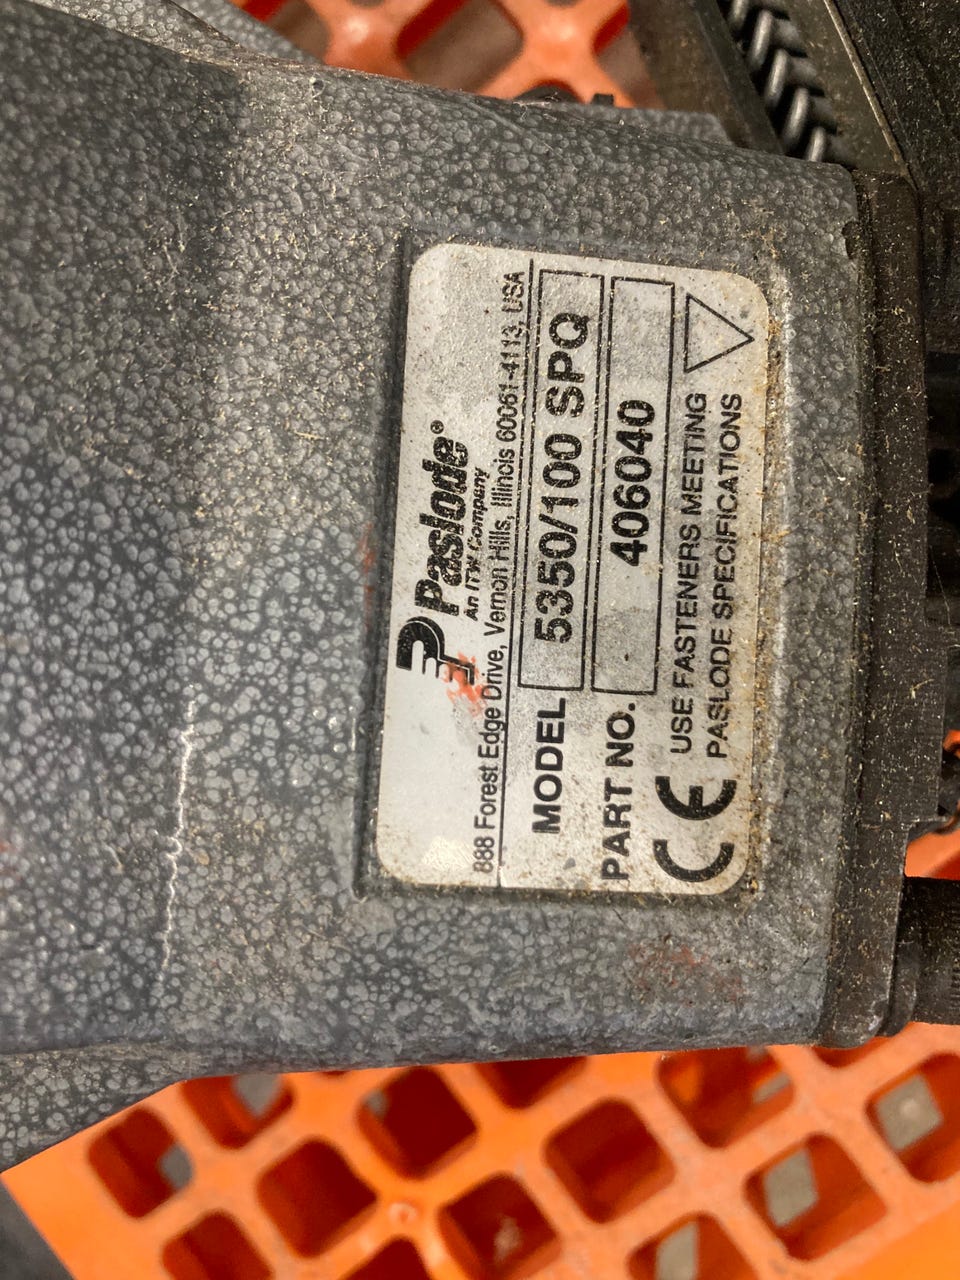 Paslode®
An ITW Company
888 Forest Edge Drive, Vernon Hills, Illinois 60061-4113, USA
MODEL 5350/100 SPQ
PART NO. 406040
CE USE FASTENERS MEETING
PASLODE SPECIFICATIONS